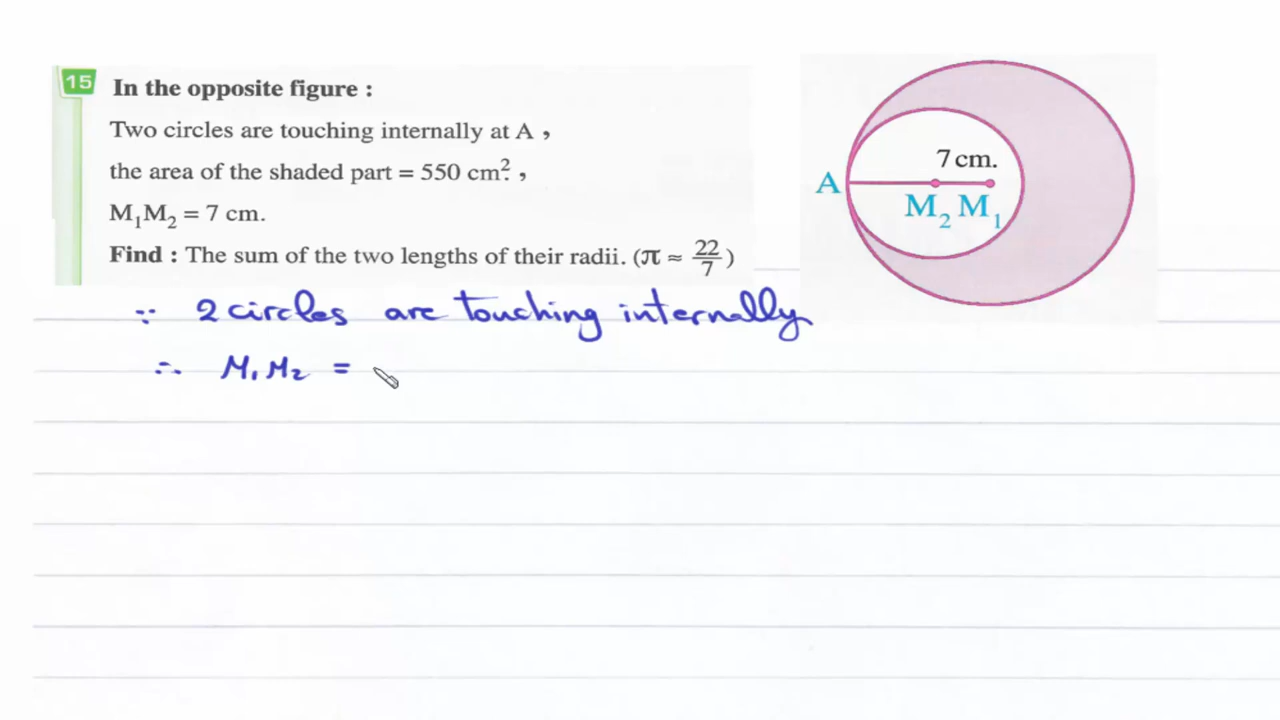 15 In the opposite figure :
Two circles are touching internally at A ,
the area of the shaded part = 550 cm². ,
M₁M₂ = 7 cm.
Find : The sum of the two lengths of their radii. (π ≈ 22/7)
7 cm.
A
M₂ M₁
∵ 2 circles are touching internally
∴ M₁M₂ =